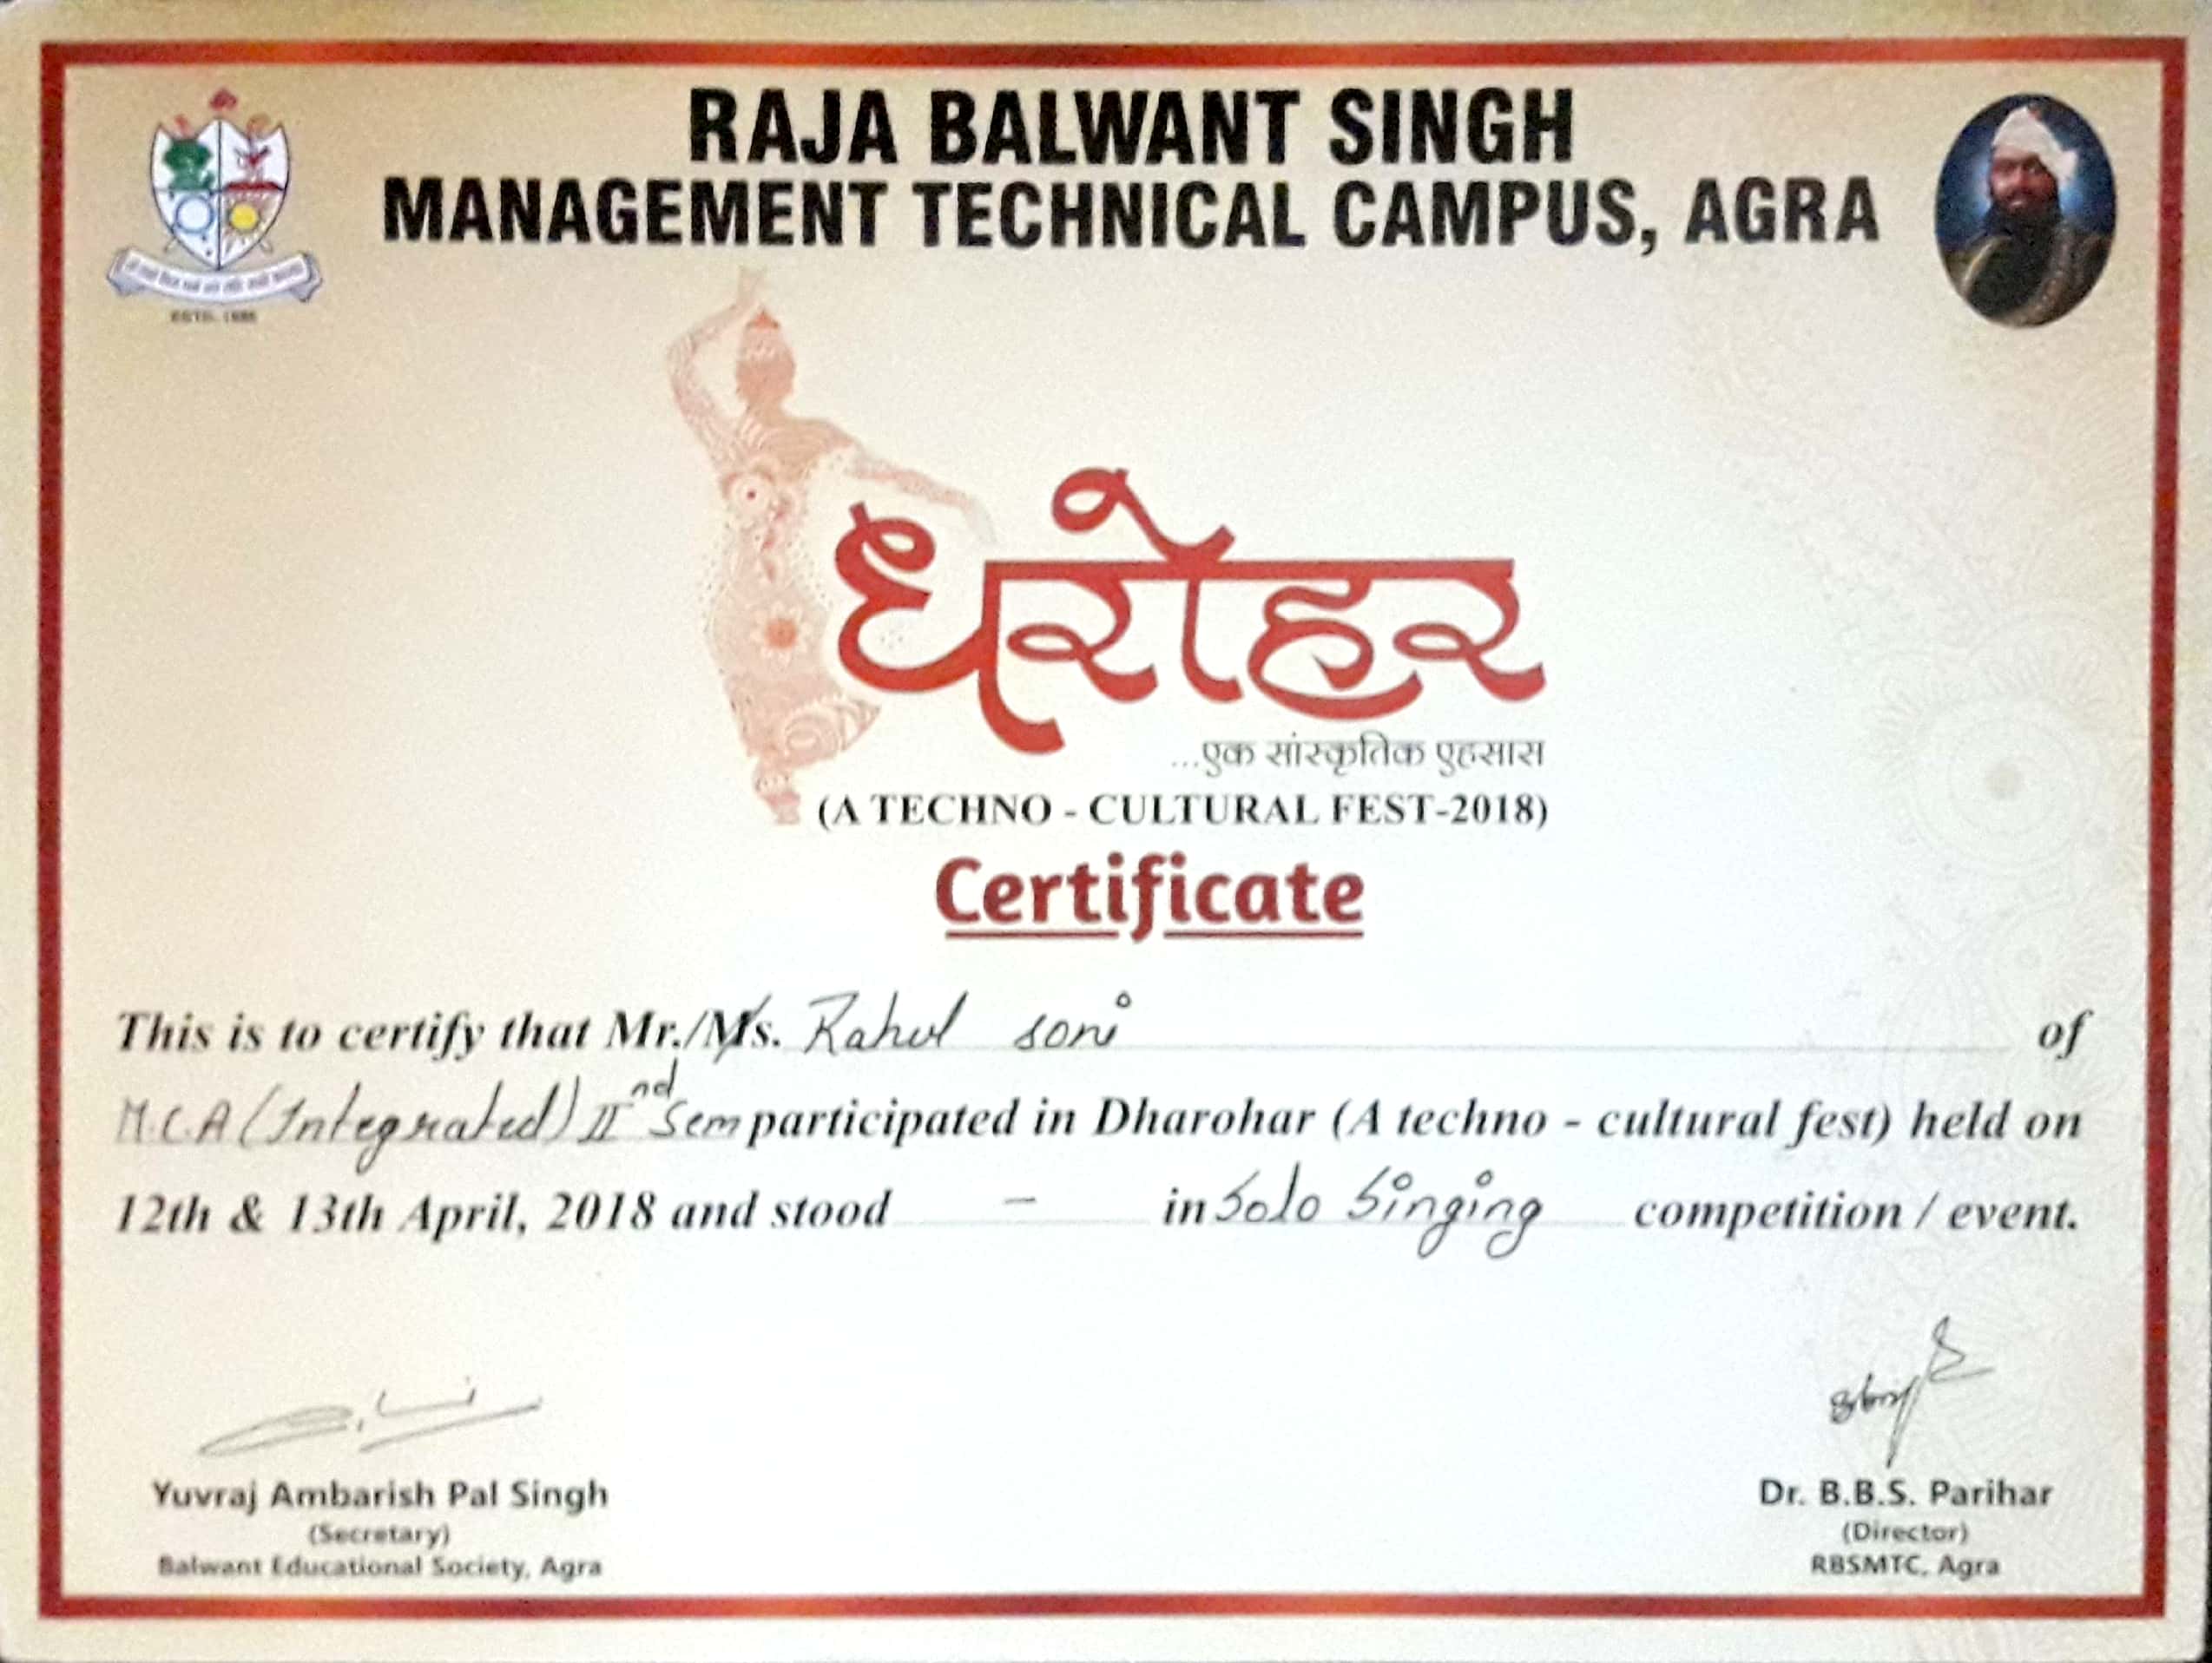 RAJA BALWANT SINGH
MANAGEMENT TECHNICAL CAMPUS, AGRA
ESTD. 1885
धरोहर
...एक सांस्कृतिक एहसास
(A TECHNO - CULTURAL FEST-2018)
Certificate
This is to certify that Mr./Ms. Rahul soni of
M.C.A (Integrated) IInd Sem participated in Dharohar (A techno - cultural fest) held on
12th & 13th April, 2018 and stood – in Solo Singing competition / event.
Yuvraj Ambarish Pal Singh
(Secretary)
Balwant Educational Society, Agra
Dr. B.B.S. Parihar
(Director)
RBSMTC, Agra